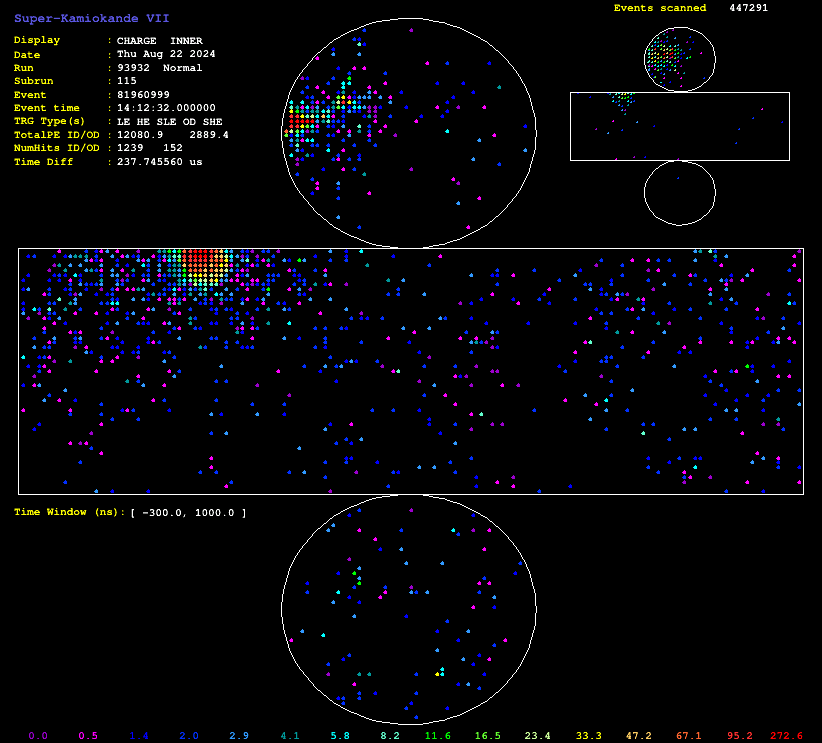 Super-Kamiokande VII
Events scanned 447291
Display : CHARGE INNER
Date : Thu Aug 22 2024
Run : 93932 Normal
Subrun : 115
Event : 81960999
Event time : 14:12:32.000000
TRG Type(s) : LE HE SLE OD SHE
TotalPE ID/OD : 12080.9 2889.4
NumHits ID/OD : 1239 152
Time Diff : 237.745560 us
Time Window (ns): [ -300.0, 1000.0 ]
0.0 0.5 1.4 2.0 2.9 4.1 5.8 8.2 11.6 16.5 23.4 33.3 47.2 67.1 95.2 272.6